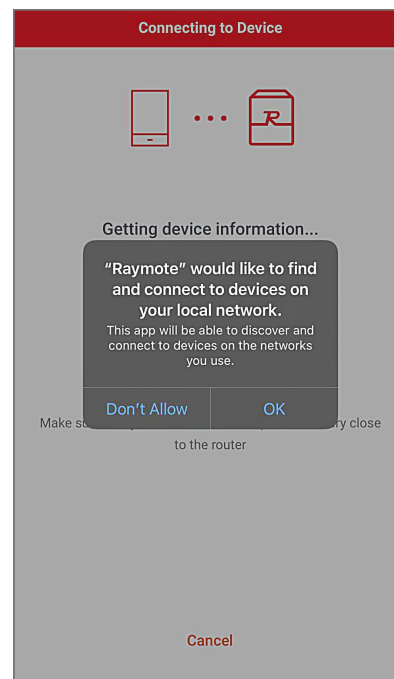 Connecting to Device
R
Getting device information...
“Raymote” would like to find
and connect to devices on
your local network.
This app will be able to discover and
connect to devices on the networks
you use.
Don’t Allow
OK
Make close
to the router
Cancel